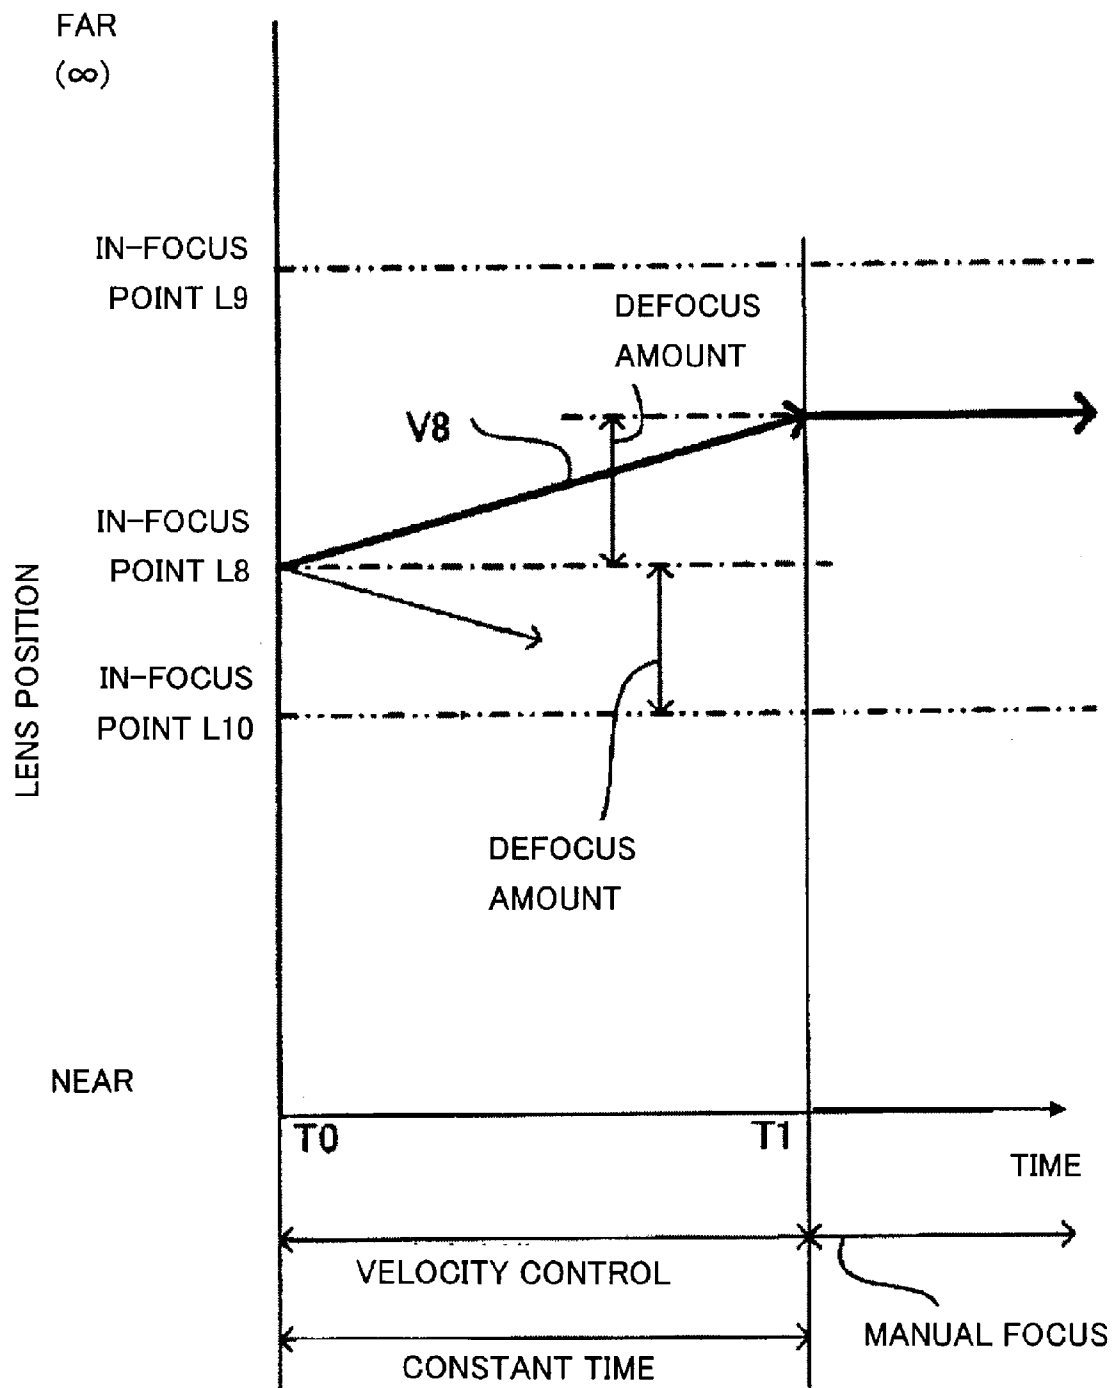 FAR
(∞)
IN-FOCUS
POINT L9
DEFOCUS
AMOUNT
V8
IN-FOCUS
POINT L8
LENS POSITION
IN-FOCUS
POINT L10
DEFOCUS
AMOUNT
NEAR
T0
T1
TIME
VELOCITY CONTROL
MANUAL FOCUS
CONSTANT TIME